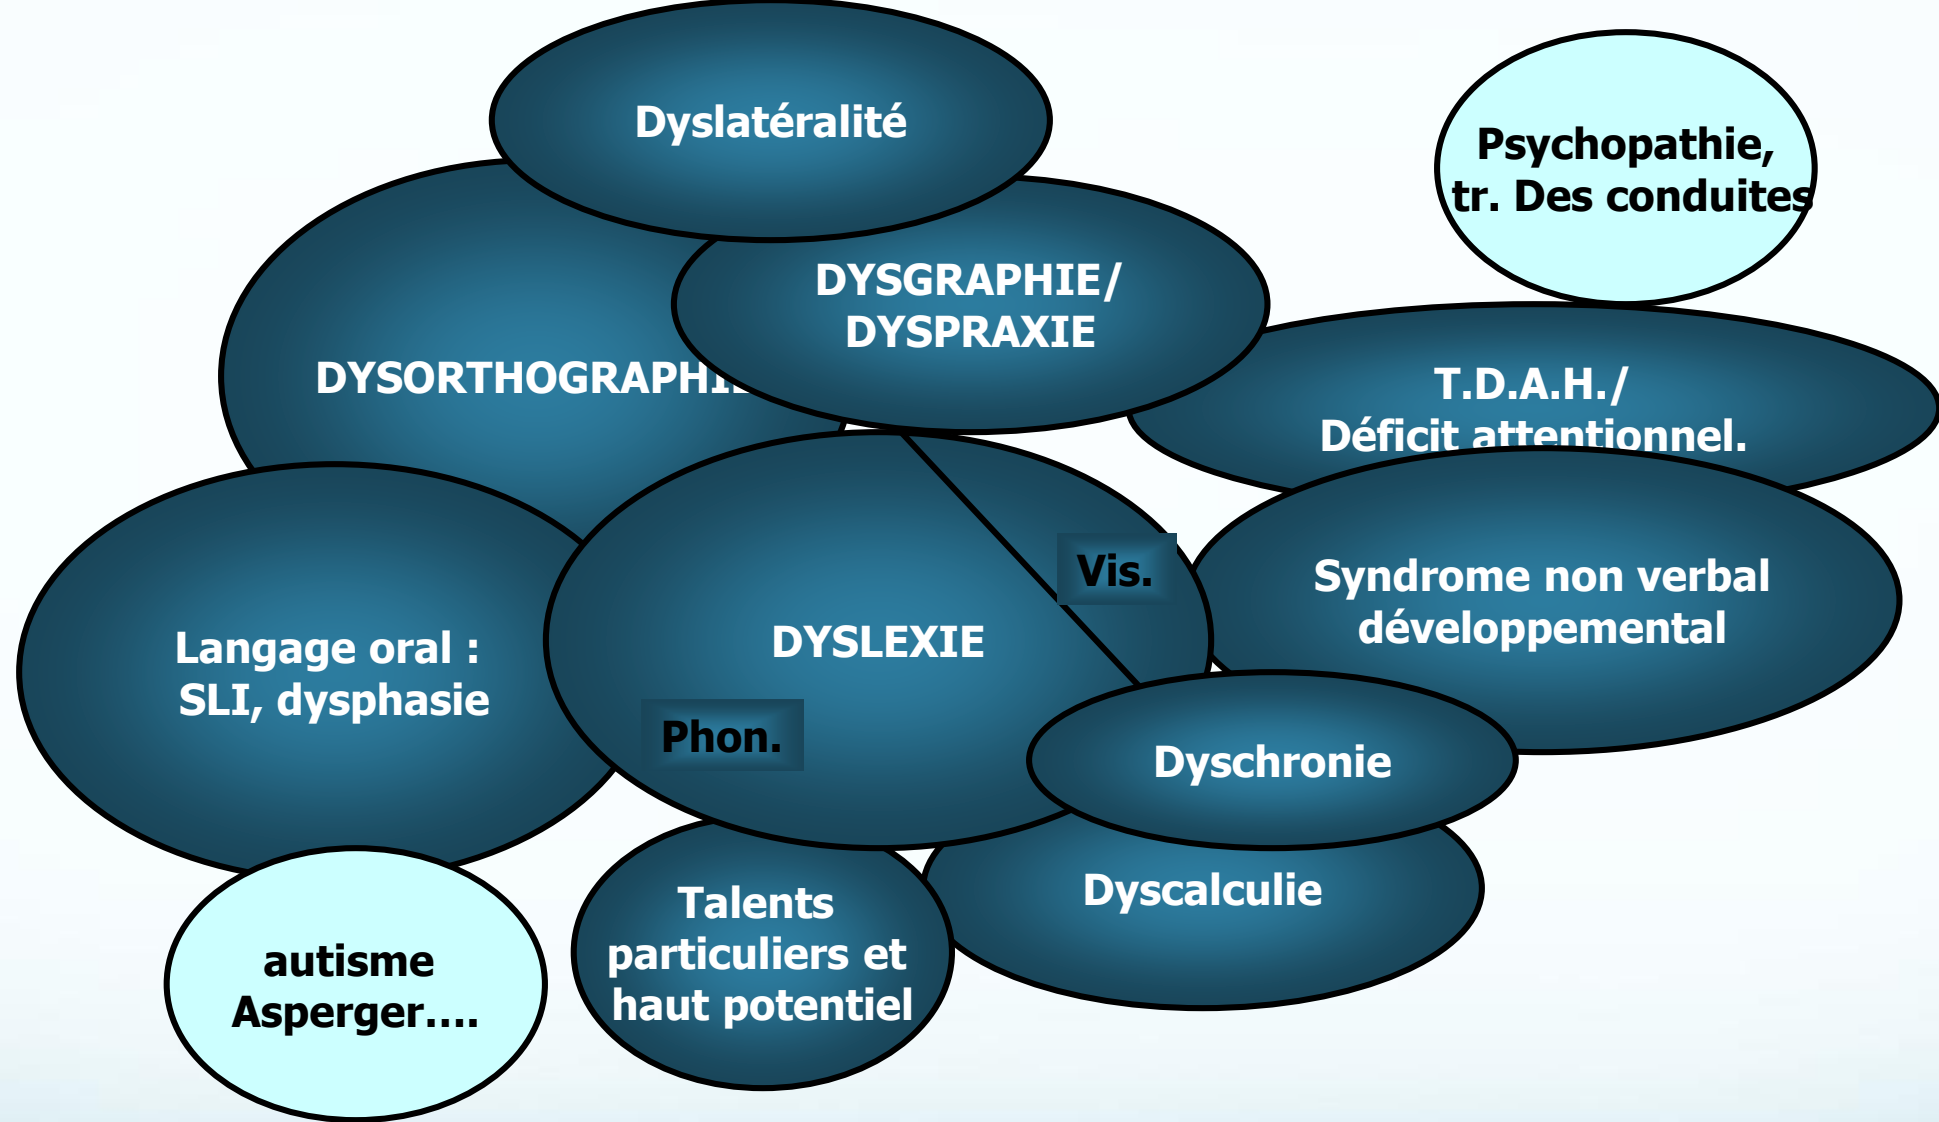 Dyslatéralité
Psychopathie,
tr. Des conduites
DYSGRAPHIE/
DYSPRAXIE
DYSORTHOGRAPHIE
T.D.A.H./
Déficit attentionnel.
Vis.
Syndrome non verbal
développemental
DYSLEXIE
Langage oral :
SLI, dysphasie
Phon.
Dyschronie
Dyscalculie
Talents
particuliers et
haut potentiel
autisme
Asperger....